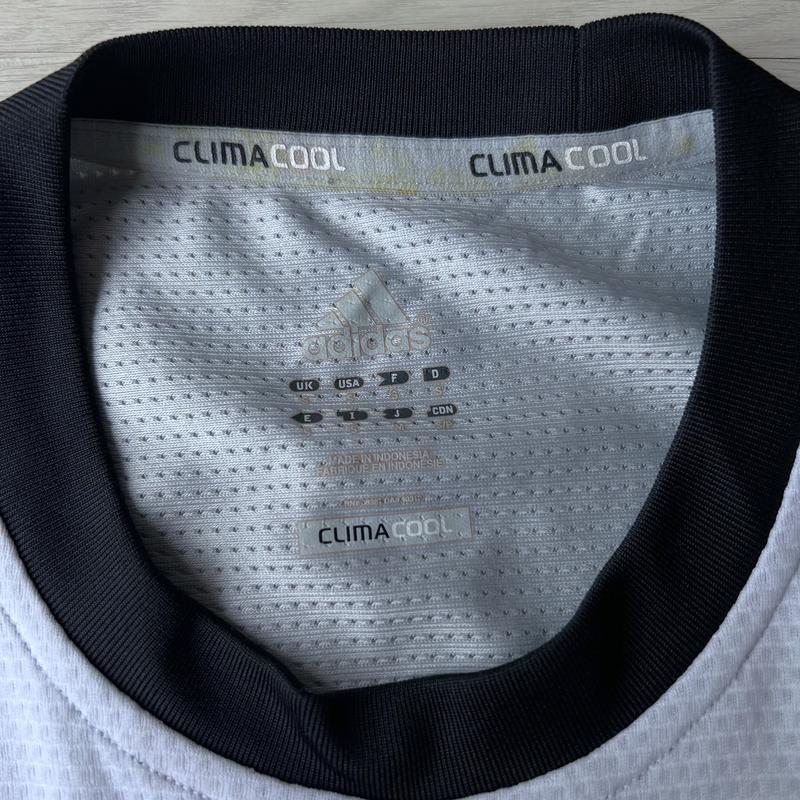 CLIMACOOL CLIMACOOL
adidas
UK USA F D
S S S S
E I J CDN
S S M S/P
MADE IN INDONESIA
FABRIQUE EN INDONESIE
CLIMACOOL